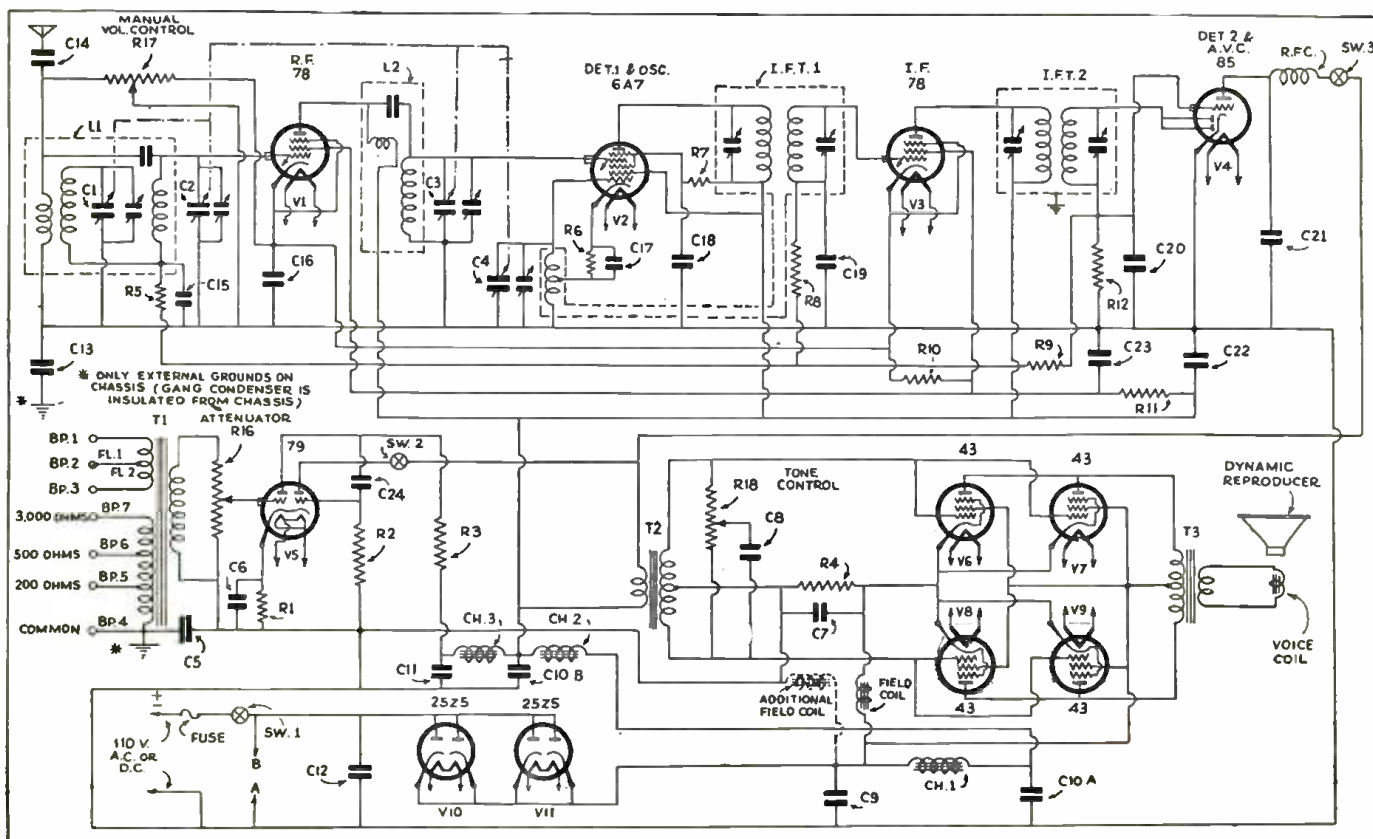 MANUAL
VOL. CONTROL
R17
C14
R.F.
78
L2
DET.1 & OSC.
6A7
I.F.T.1
I.F.
78
I.F.T.2
DET 2 &
A.V.C.
85
R.F.C.
SW.3
L1
C1
C2
V1
C3
R7
V2
V3
V4
R6
C17
C18
C16
C4
C19
R8
C20
C21
R12
R5
C15
C13
R10
R9
C23
C22
R11
* ONLY EXTERNAL GROUNDS ON
CHASSIS (GANG CONDENSER IS
INSULATED FROM CHASSIS)
*
ATTENUATOR
R16
T1
BP.1
FL.1
BP.2
FL2
BP.3
3,000 OHMS
BP.7
500 OHMS
BP6
200 OHMS
BP.5
COMMON
BP.4
*
C5
C6
R1
79
V5
SW.2
C24
R2
R3
CH.3
CH.2
C11
C10 B
T2
R18
TONE
CONTROL
C8
R4
C7
43
43
V6
V7
V8
V9
43
43
T3
DYNAMIC
REPRODUCER
VOICE
COIL
FIELD
COIL
ADDITIONAL
FIELD COIL
± 
110 V.
A.C. OR
D.C.
FUSE
SW.1
B
A
C12
25Z5
25Z5
V10
V11
C9
CH.1
C10 A